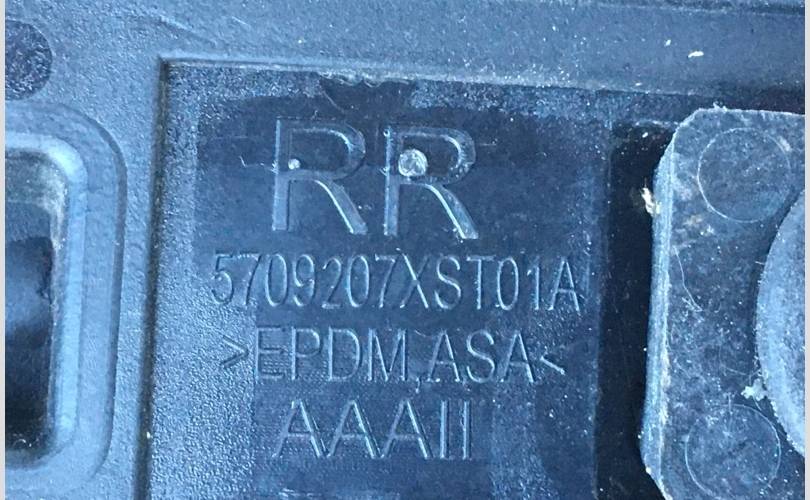 RR
5709207XST01A
>EPDM,ASA<
AAAII